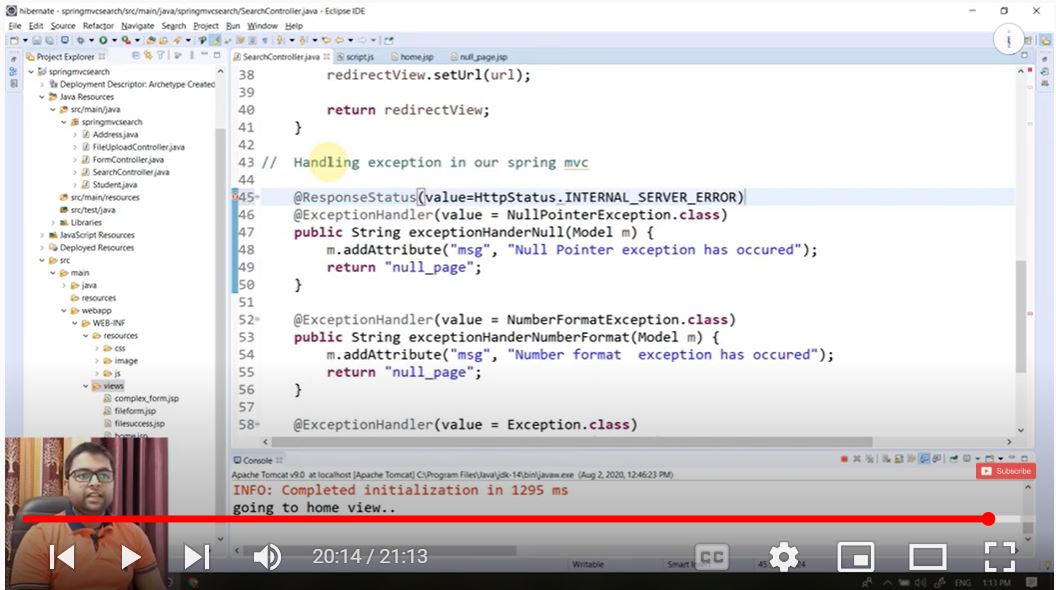 hibernate - springmvcsearch/src/main/java/springmvcsearch/SearchController.java - Eclipse IDE
File Edit Source Refactor Navigate Search Project Run Window Help
Project Explorer
SearchController.java script.js home.jsp null_page.jsp
springmvcsearch
Deployment Descriptor: Archetype Created
Java Resources
src/main/java
springmvcsearch
Address.java
FileUploadController.java
FormController.java
SearchController.java
Student.java
src/main/resources
src/test/java
Libraries
JavaScript Resources
Deployed Resources
src
main
java
resources
webapp
WEB-INF
resources
css
image
js
views
complex_form.jsp
fileform.jsp
filesuccess.jsp
home.jsp
38 redirectView.setUrl(url);
39
40 return redirectView;
41 }
42
43 // Handling exception in our spring mvc
44
45 @ResponseStatus(value=HttpStatus.INTERNAL_SERVER_ERROR)
46 @ExceptionHandler(value = NullPointerException.class)
47 public String exceptionHanderNull(Model m) {
48 m.addAttribute("msg", "Null Pointer exception has occured");
49 return "null_page";
50 }
51
52 @ExceptionHandler(value = NumberFormatException.class)
53 public String exceptionHanderNumberFormat(Model m) {
54 m.addAttribute("msg", "Number format  exception has occured");
55 return "null_page";
56 }
57
58 @ExceptionHandler(value = Exception.class)
Console
Subscribe
Apache Tomcat v9.0 at localhost [Apache Tomcat] C:\Program Files\Java\jdk-14\bin\javaw.exe (Aug 2, 2020, 12:46:23 PM)
INFO: Completed initialization in 1295 ms
going to home view..
20:14 / 21:13
CC
Writable
ENG 1:13 PM